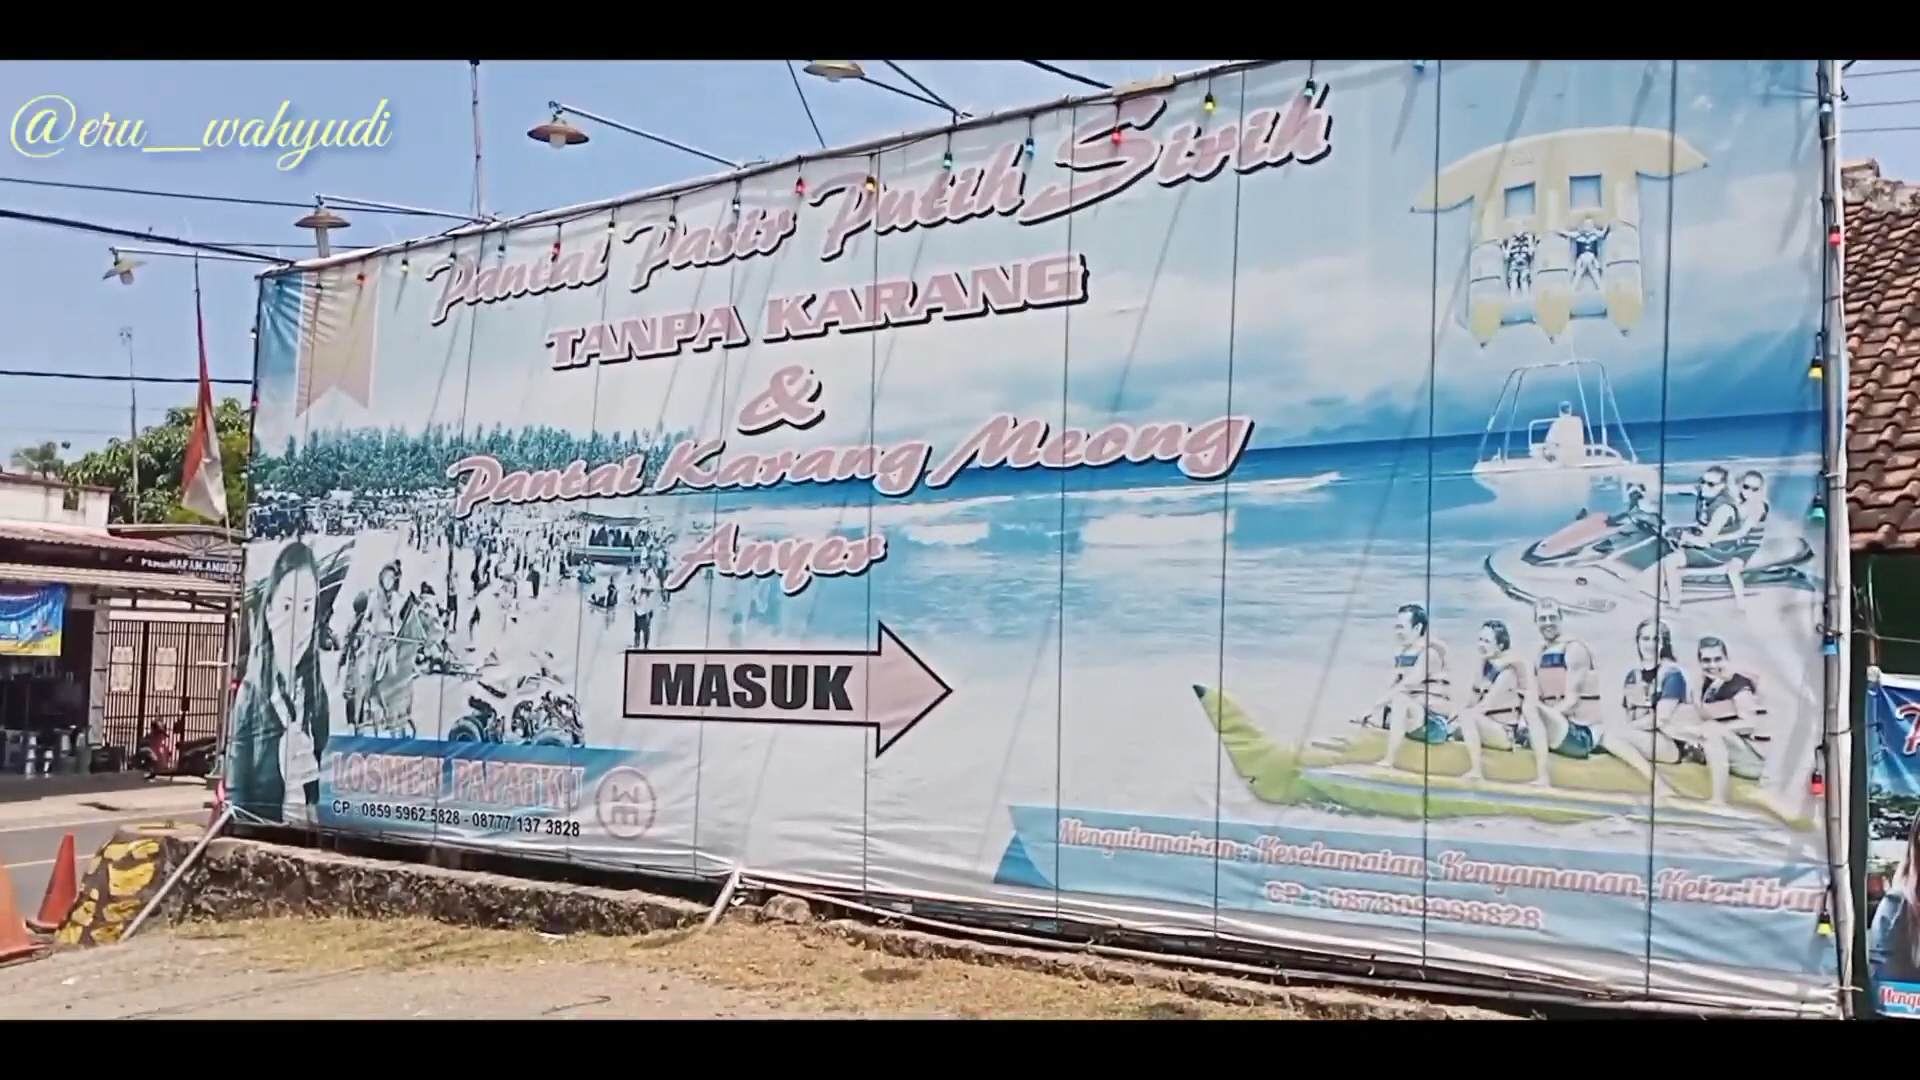 @eru__wahyudi
Pantai Pasir Putih Sirih
TANPA KARANG
&
Pantai Karang Meong
Anyer
MASUK
LOSMEN PAPATKU
CP : 0859 5962 5828 - 08777 137 3828
Mengutamakan : Keselamatan, Kenyamanan, Ketertiban